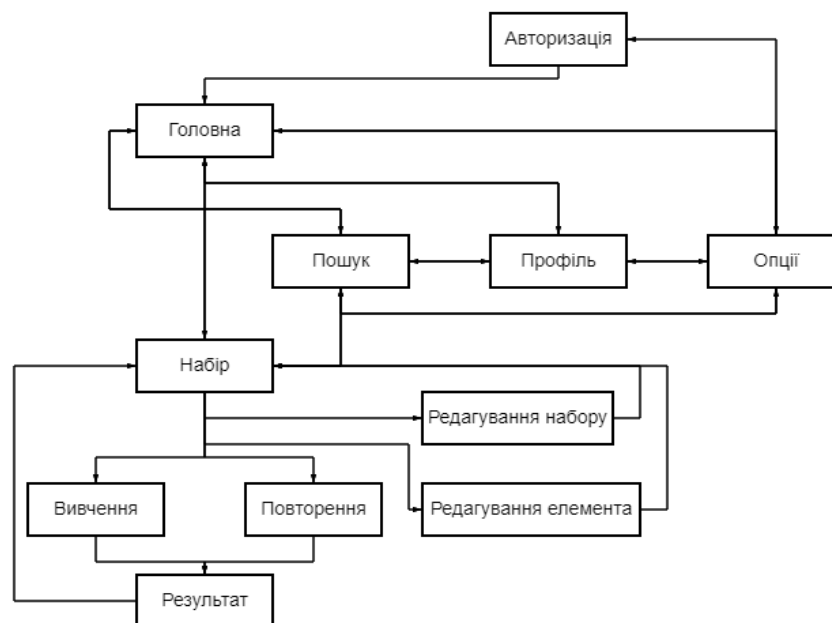 Авторизація
Головна
Пошук
Профіль
Опції
Набір
Редагування набору
Вивчення
Повторення
Редагування елемента
Результат